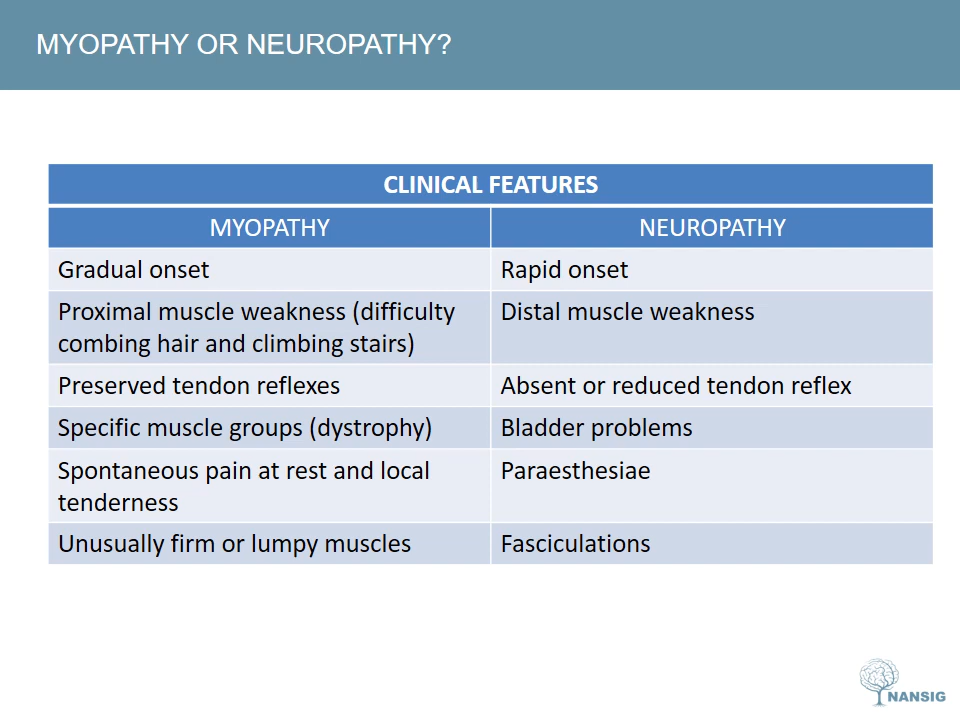 MYOPATHY OR NEUROPATHY?
CLINICAL FEATURES
MYOPATHY
NEUROPATHY
Gradual onset
Rapid onset
Proximal muscle weakness (difficulty
combing hair and climbing stairs)
Distal muscle weakness
Preserved tendon reflexes
Absent or reduced tendon reflex
Specific muscle groups (dystrophy)
Bladder problems
Spontaneous pain at rest and local
tenderness
Paraesthesiae
Unusually firm or lumpy muscles
Fasciculations
NANSIG